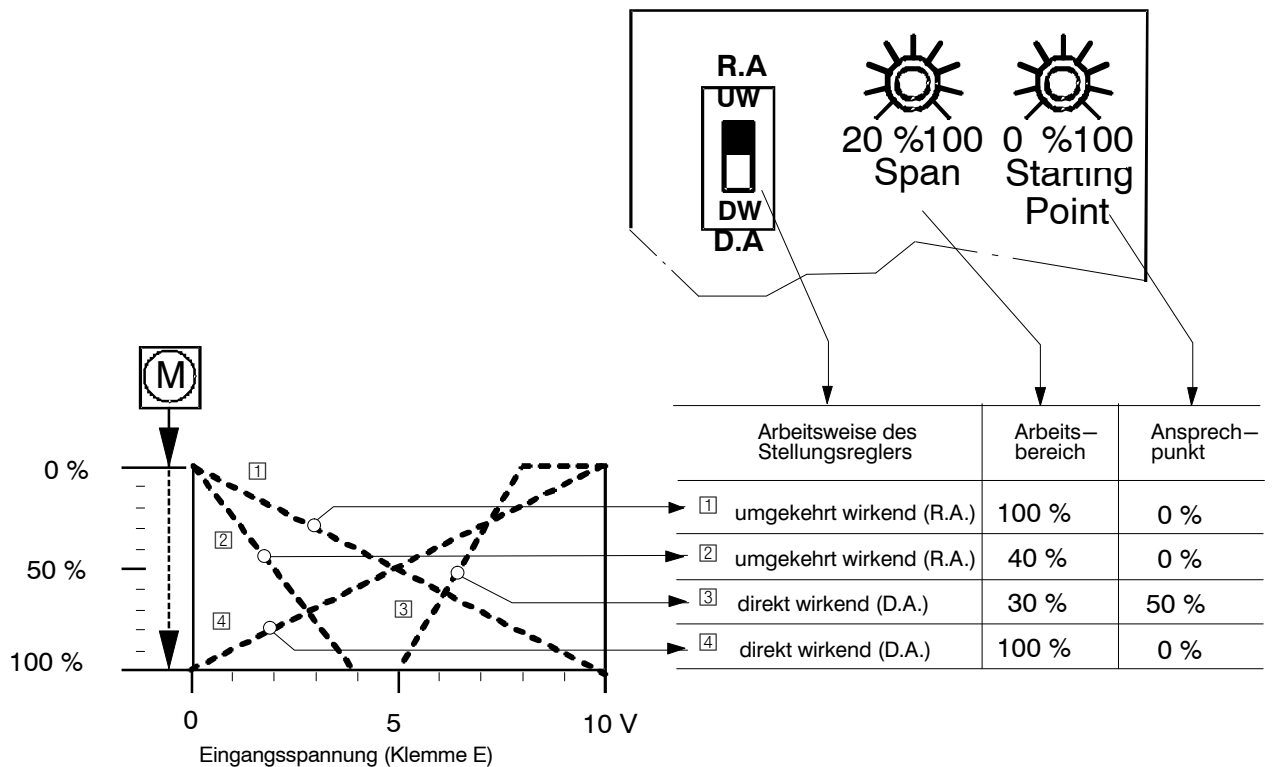 R.A
UW
DW
D.A
20 %100
Span
0 %100
Starting
Point
M
0 %
50 %
100 %
1
2
3
4
0
5
10 V
Eingangsspannung (Klemme E)
Arbeitsweise des
Stellungsreglers
Arbeits–
bereich
Ansprech–
punkt
1 umgekehrt wirkend (R.A.) 100 % 0 %
2 umgekehrt wirkend (R.A.) 40 % 0 %
3 direkt wirkend (D.A.) 30 % 50 %
4 direkt wirkend (D.A.) 100 % 0 %